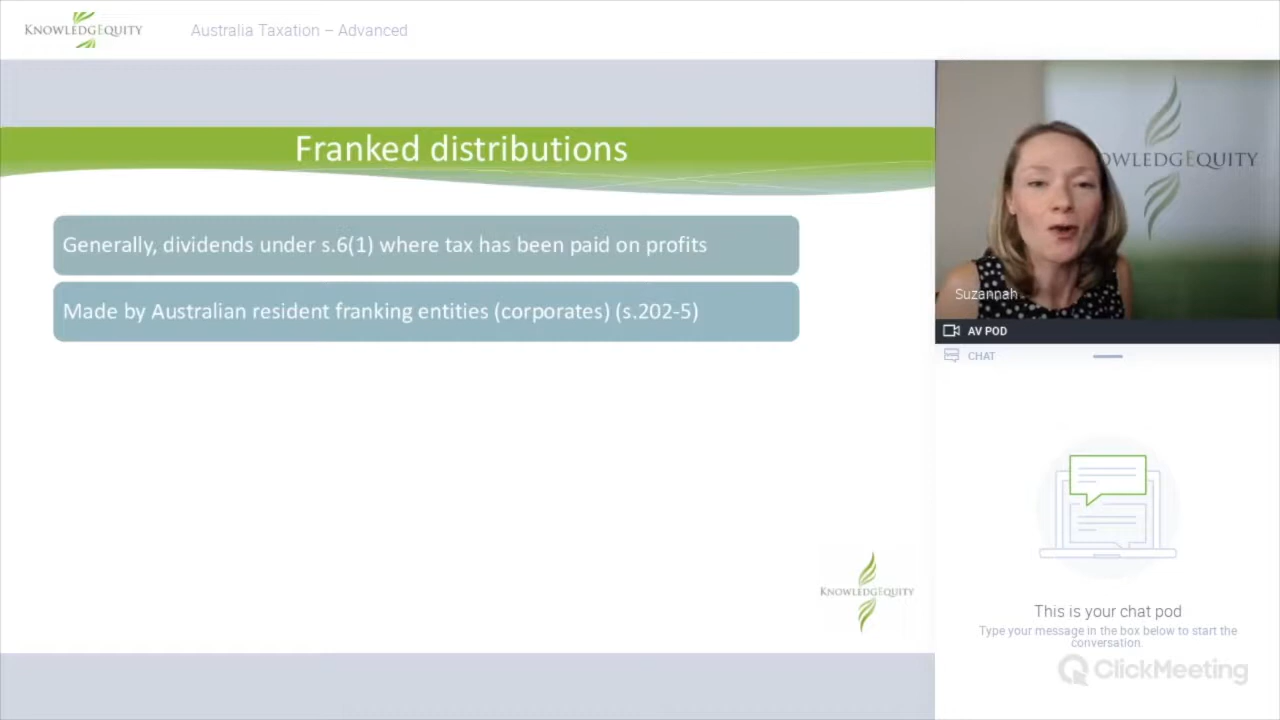 KNOWLEDGEQUITY
Australia Taxation – Advanced
Franked distributions
Generally, dividends under s.6(1) where tax has been paid on profits
Made by Australian resident franking entities (corporates) (s.202-5)
KNOWLEDGEQUITY
OWLEDGEQUITY
Suzannah
AV POD
CHAT
This is your chat pod
Type your message in the box below to start the
conversation.
ClickMeeting